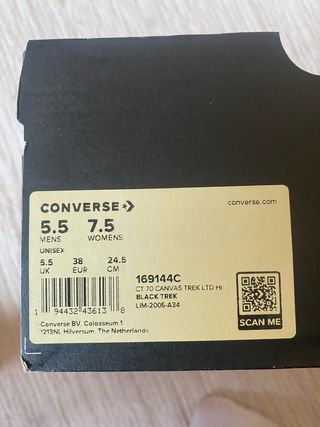 CONVERSE
converse.com
5.5 7.5
MENS WOMENS
UNISEX
5.5 38 24.5
UK EUR CM
169144C
CT 70 CANVAS TREK LTD HI
BLACK TREK
LIM-2005-A34
1 94432 43613 8
SCAN ME
Converse BV, Colosseum 1
1213NL Hilversum, The Netherlands